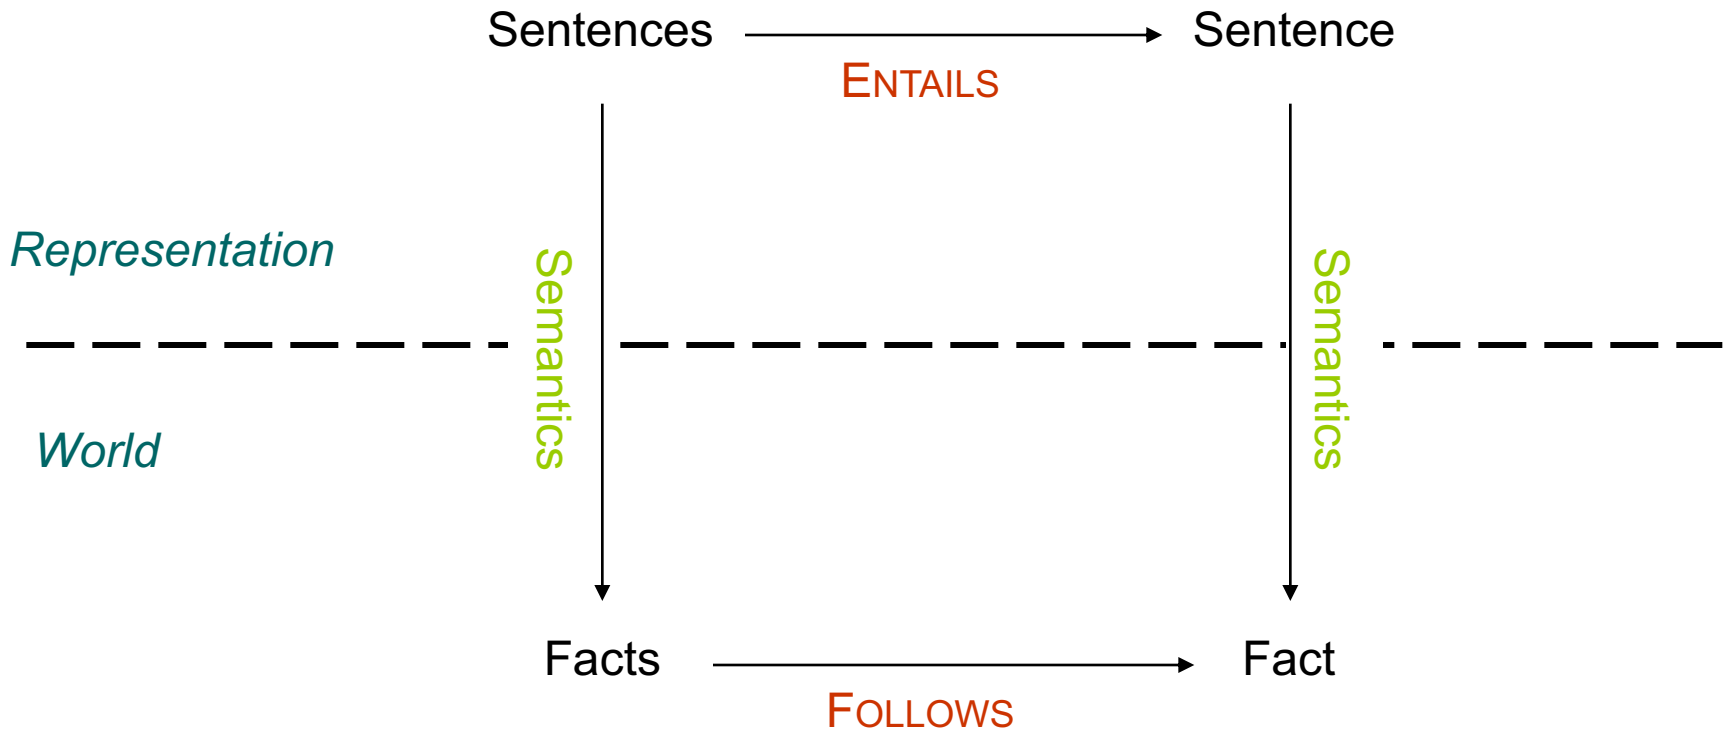 Sentences
Sentence
ENTAILS
Representation
Semantics
Semantics
World
Facts
Fact
FOLLOWS